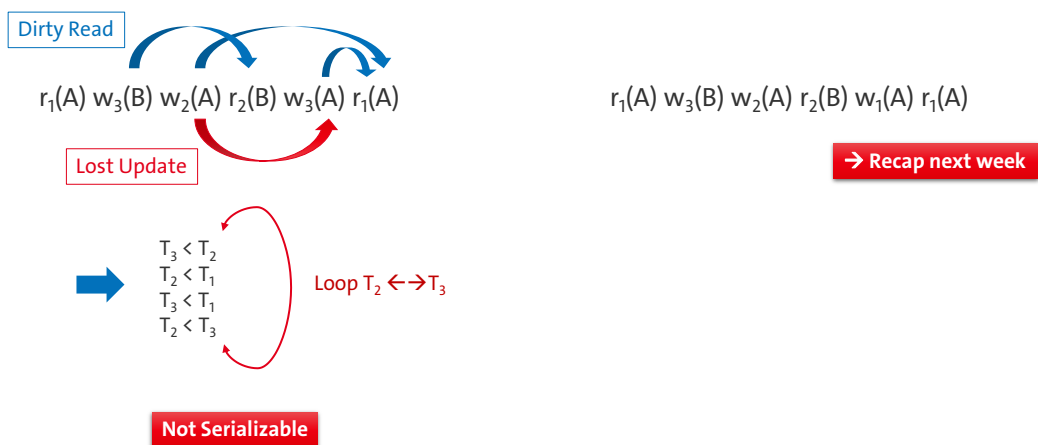 Dirty Read
r₁(A) w₃(B) w₂(A) r₂(B) w₃(A) r₁(A)
Lost Update
T₃ < T₂
T₂ < T₁
T₃ < T₁
T₂ < T₃
Loop T₂ ←→T₃
Not Serializable
r₁(A) w₃(B) w₂(A) r₂(B) w₁(A) r₁(A)
→ Recap next week